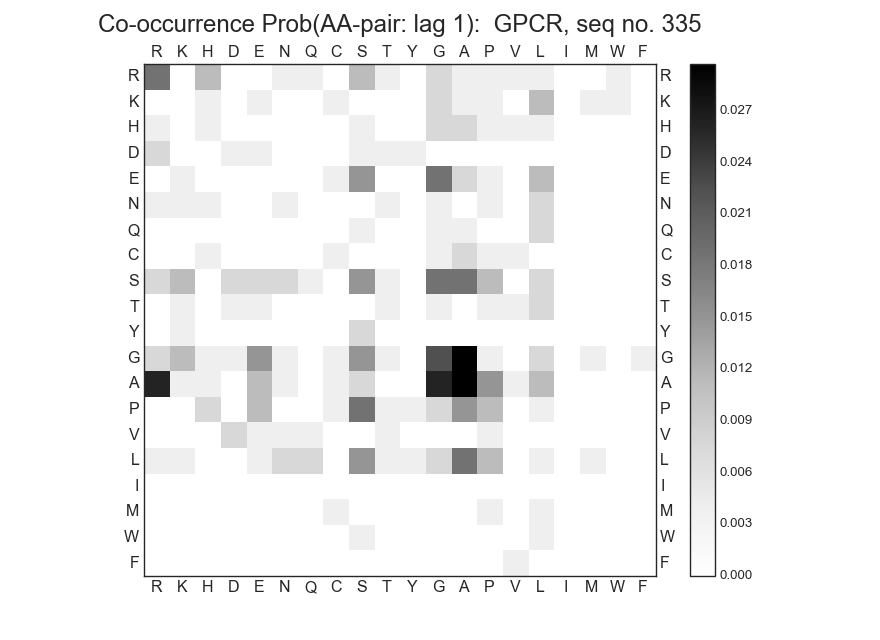 Co-occurrence Prob(AA-pair: lag 1):  GPCR, seq no. 335
R K H D E N Q C S T Y G A P V L I M W F
R R
K K
H H
D D
E E
N N
Q Q
C C
S S
T T
Y Y
G G
A A
P P
V V
L L
I I
M M
W W
F F
R K H D E N Q C S T Y G A P V L I M W F
0.027
0.024
0.021
0.018
0.015
0.012
0.009
0.006
0.003
0.000